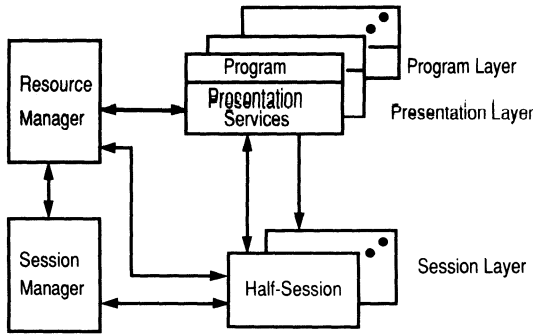 Program
Program Layer
Resource
Manager
Presentation
Services
Presentation Layer
Session
Manager
Half-Session
Session Layer